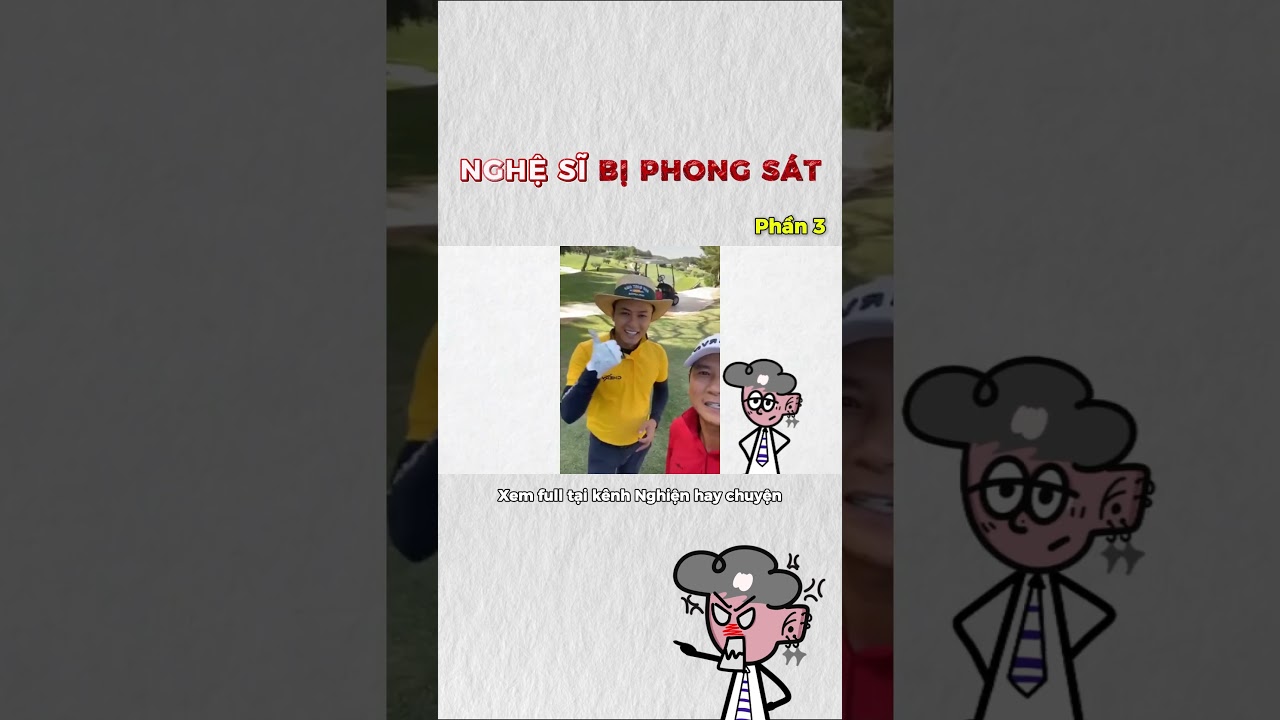 NGHỆ SĨ BỊ PHONG SÁT
Phần 3
Xem full tại kênh Nghiện hay chuyện